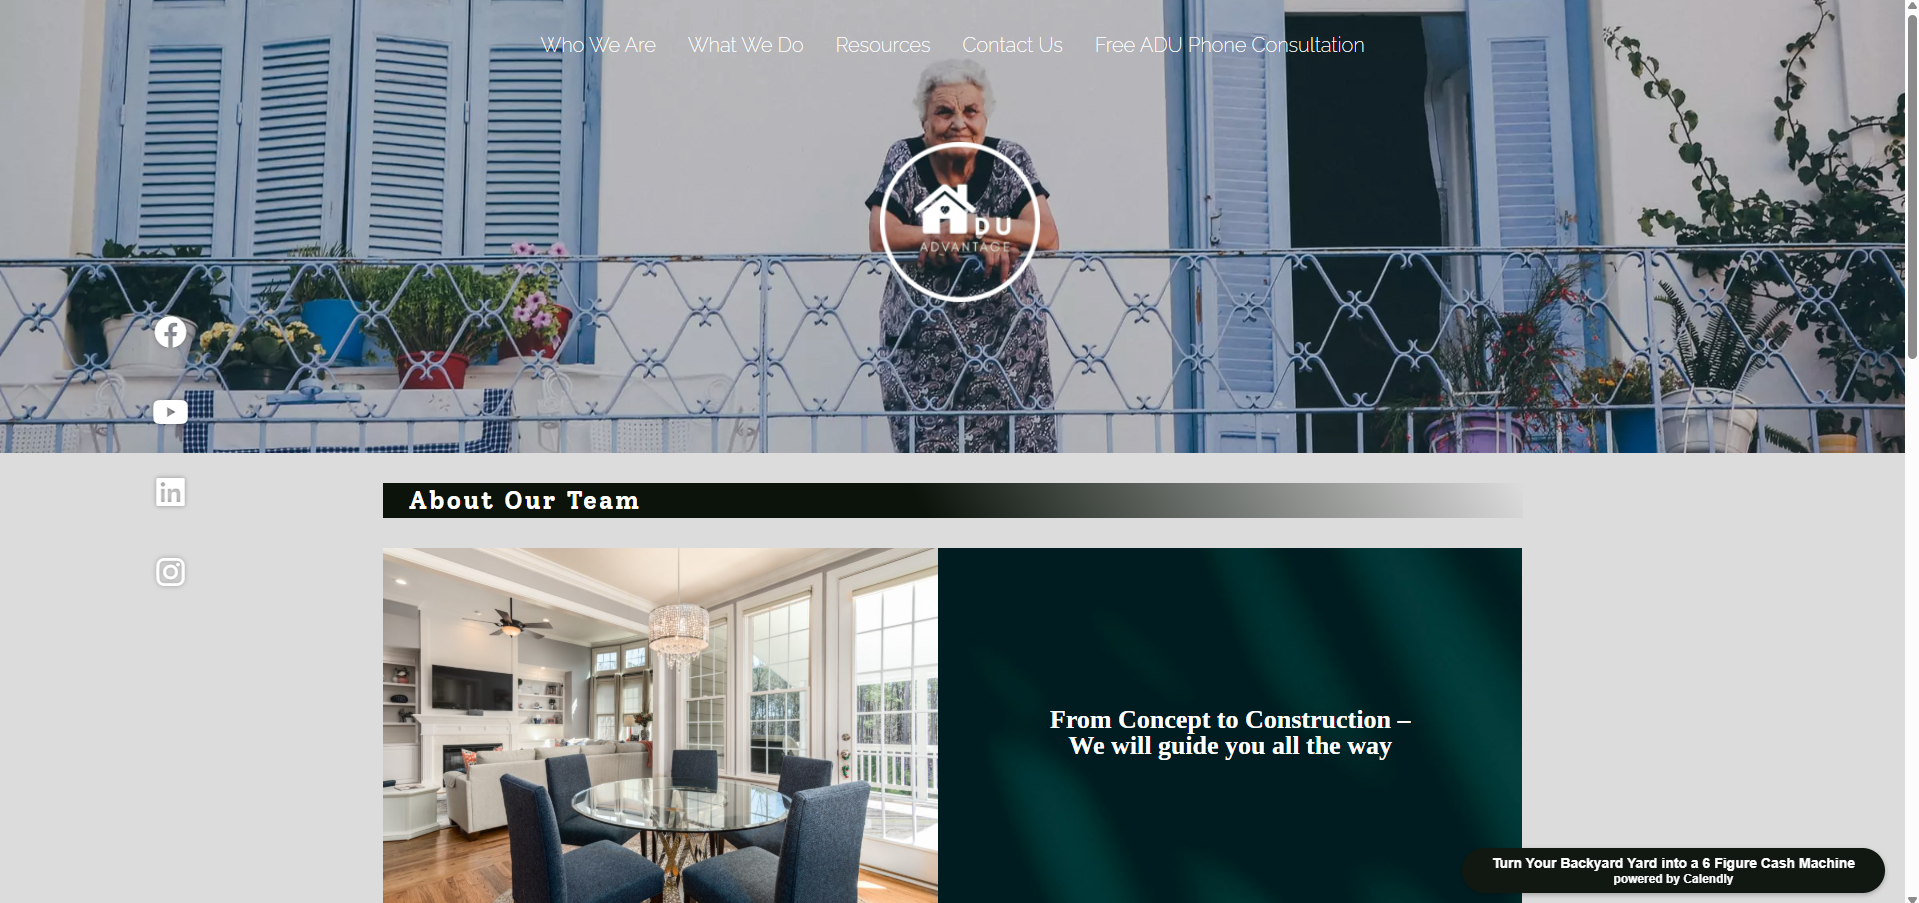 Who We Are
What We Do
Resources
Contact Us
Free ADU Phone Consultation
ADU
ADVANTAGE
About Our Team
From Concept to Construction –
We will guide you all the way
Turn Your Backyard Yard into a 6 Figure Cash Machine
powered by Calendly